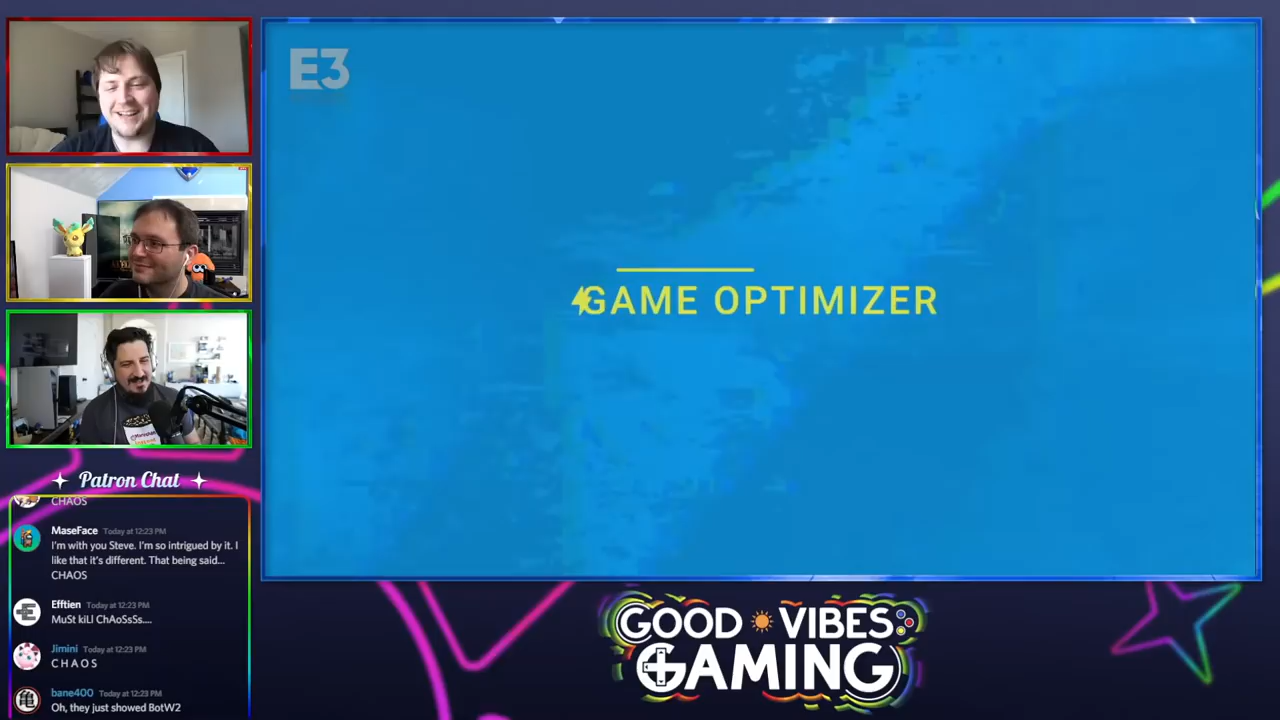 E3
GAME OPTIMIZER
Patron Chat
CHAOS
MaseFace Today at 12:23 PM
I'm with you Steve. I'm so intrigued by it. I
like that it's different. That being said...
CHAOS
Efftien Today at 12:23 PM
MuSt kiLl ChAoSsSs....
Jimini Today at 12:23 PM
C H A O S
bane400 Today at 12:23 PM
Oh, they just showed BotW2
GOOD VIBES
GAMING